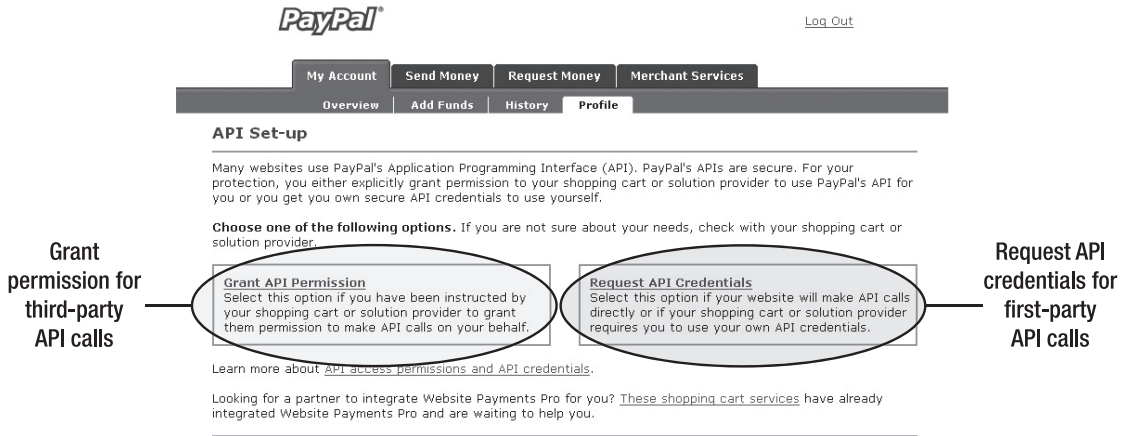 PayPal®
Log Out
My Account Send Money Request Money Merchant Services
Overview Add Funds History Profile
API Set-up
Many websites use PayPal's Application Programming Interface (API). PayPal's APIs are secure. For your
protection, you either explicitly grant permission to your shopping cart or solution provider to use PayPal's API for
you or you get you own secure API credentials to use yourself.
Choose one of the following options. If you are not sure about your needs, check with your shopping cart or
solution provider.
Grant
permission for
third-party
API calls
Grant API Permission
Select this option if you have been instructed by
your shopping cart or solution provider to grant
them permission to make API calls on your behalf.
Request API Credentials
Select this option if your website will make API calls
directly or if your shopping cart or solution provider
requires you to use your own API credentials.
Request API
credentials for
first-party
API calls
Learn more about API access permissions and API credentials.
Looking for a partner to integrate Website Payments Pro for you? These shopping cart services have already
integrated Website Payments Pro and are waiting to help you.